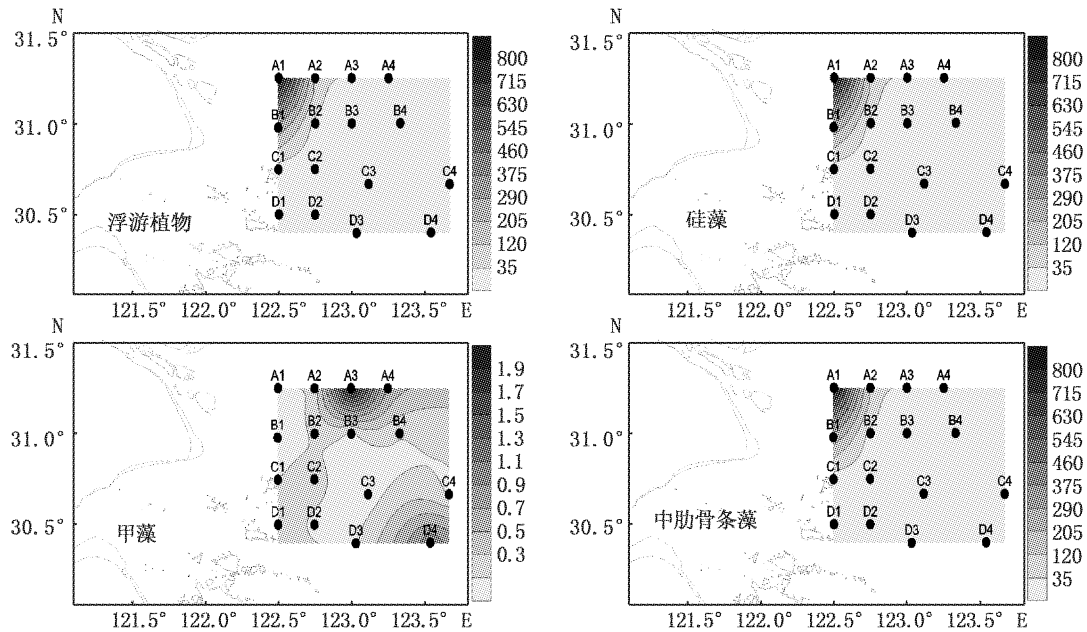 N
31.5°
31.0°
30.5°
A1 A2 A3 A4
B1 B2 B3 B4
C1 C2 C3 C4
D1 D2 D3 D4
浮游植物
121.5° 122.0° 122.5° 123.0° 123.5° E
800
715
630
545
460
375
290
205
120
35
N
31.5°
31.0°
30.5°
A1 A2 A3 A4
B1 B2 B3 B4
C1 C2 C3 C4
D1 D2 D3 D4
硅藻
121.5° 122.0° 122.5° 123.0° 123.5° E
800
715
630
545
460
375
290
205
120
35
N
31.5°
31.0°
30.5°
A1 A2 A3 A4
B1 B2 B3 B4
C1 C2 C3 C4
D1 D2 D3 D4
甲藻
121.5° 122.0° 122.5° 123.0° 123.5° E
1.9
1.7
1.5
1.3
1.1
0.9
0.7
0.5
0.3
N
31.5°
31.0°
30.5°
A1 A2 A3 A4
B1 B2 B3 B4
C1 C2 C3 C4
D1 D2 D3 D4
中肋骨条藻
121.5° 122.0° 122.5° 123.0° 123.5° E
800
715
630
545
460
375
290
205
120
35